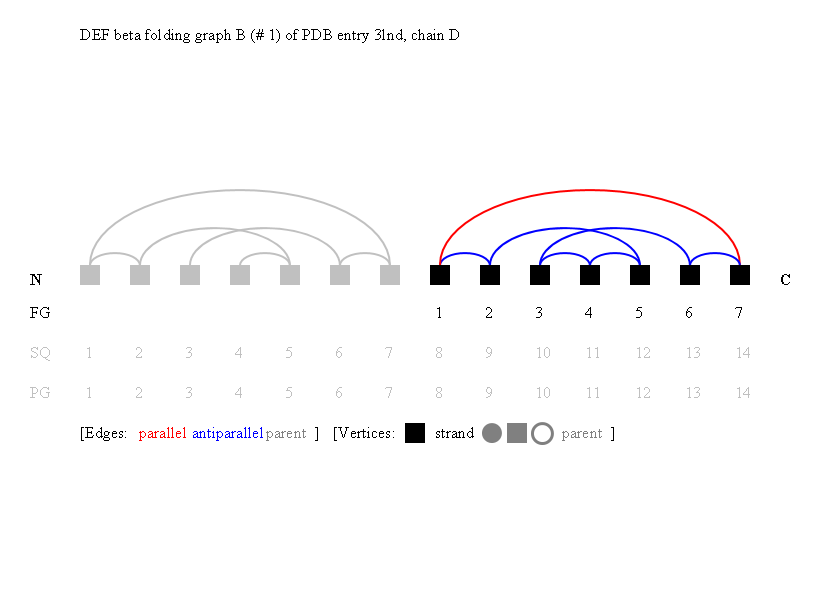 DEF beta folding graph B (# 1) of PDB entry 3lnd, chain D
N C
FG 1 2 3 4 5 6 7
SQ 1 2 3 4 5 6 7 8 9 10 11 12 13 14
PG 1 2 3 4 5 6 7 8 9 10 11 12 13 14
[Edges: parallel antiparallel parent ] [Vertices: strand parent ]